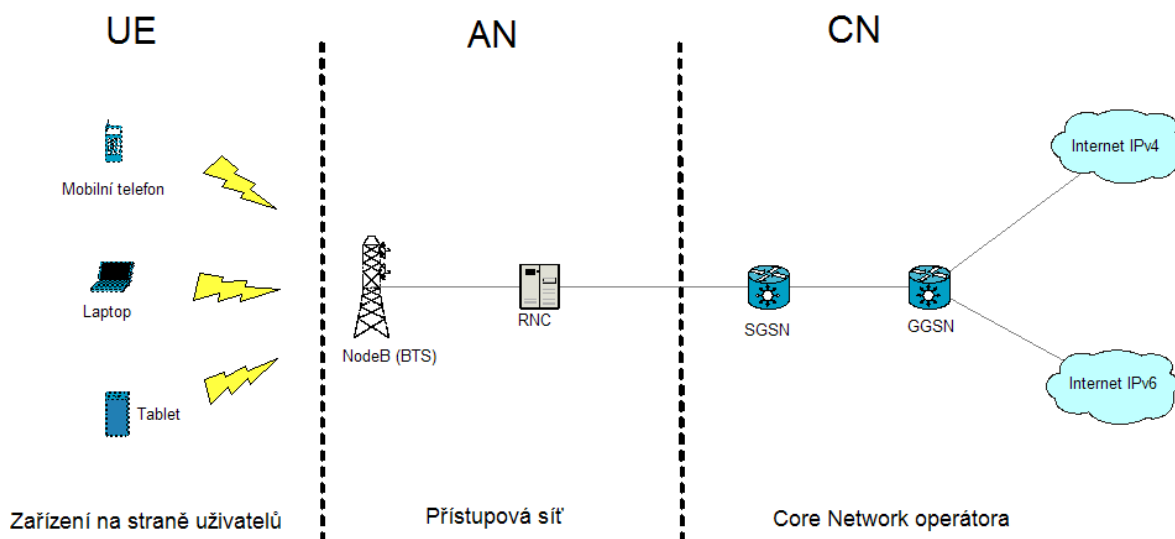 UE
AN
CN
Mobilní telefon
Laptop
Tablet
NodeB (BTS)
RNC
SGSN
GGSN
Internet IPv4
Internet IPv6
Zařízení na straně uživatelů
Přístupová síť
Core Network operátora